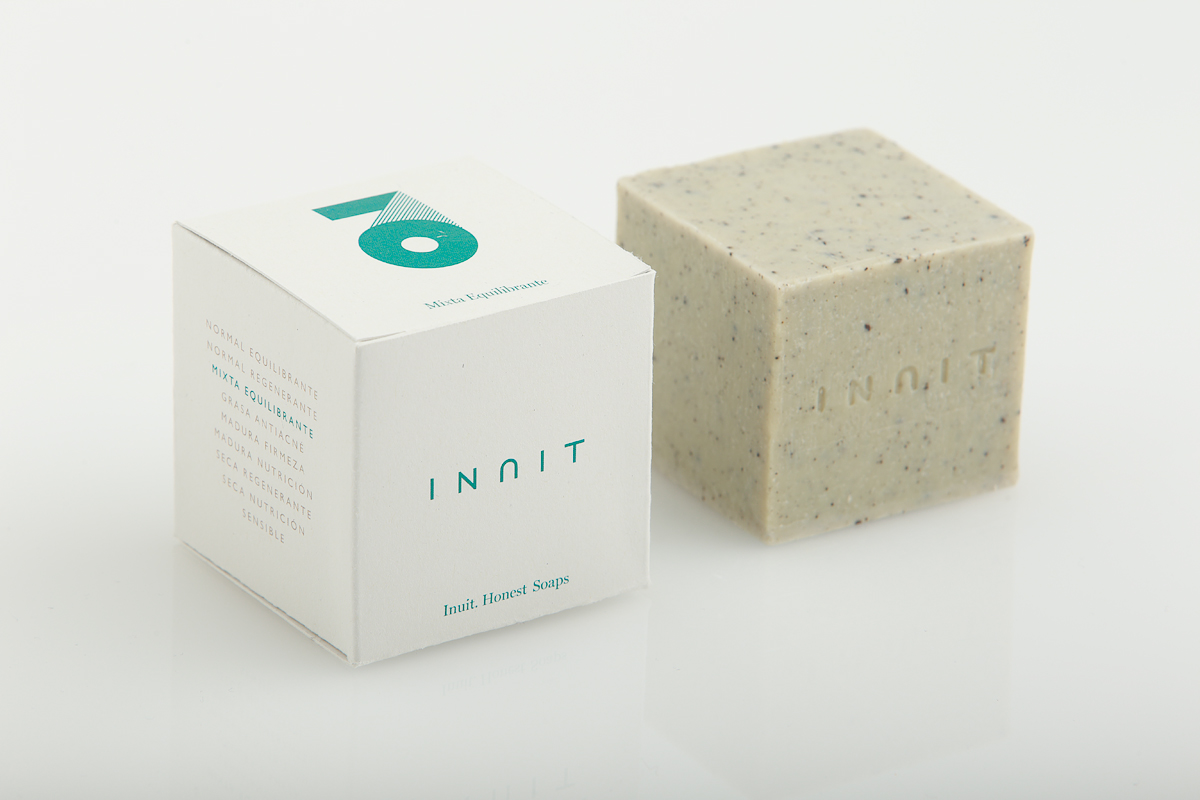 Mixta Equilibrante
NORMAL EQUILIBRANTE
NORMAL REGENERANTE
MIXTA EQUILIBRANTE
GRASA ANTIACNÉ
MADURA FIRMEZA
MADURA NUTRICIÓN
SECA REGENERANTE
SECA NUTRICIÓN
SENSIBLE
INUIT
Inuit. Honest Soaps
INUIT